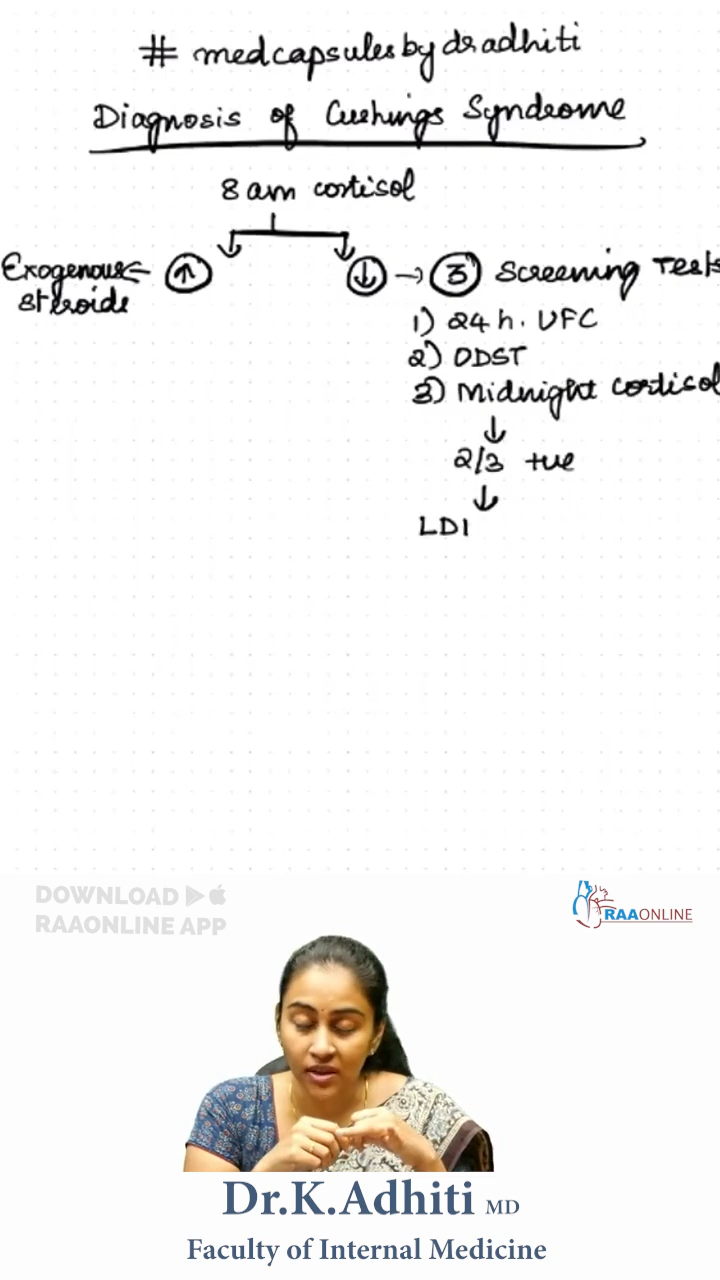 # medcapsules by dr adhiti
Diagnosis of Cushings Syndrome
8 am cortisol
Exogenous ← ↑ ↓ → 3 Screening Tests
steroids
1) 24 h. UFC
2) ODST
3) Midnight cortisol
↓
2/3 +ve
↓
LD1
DOWNLOAD
RAAONLINE APP
RAAONLINE
Dr.K.Adhiti MD
Faculty of Internal Medicine